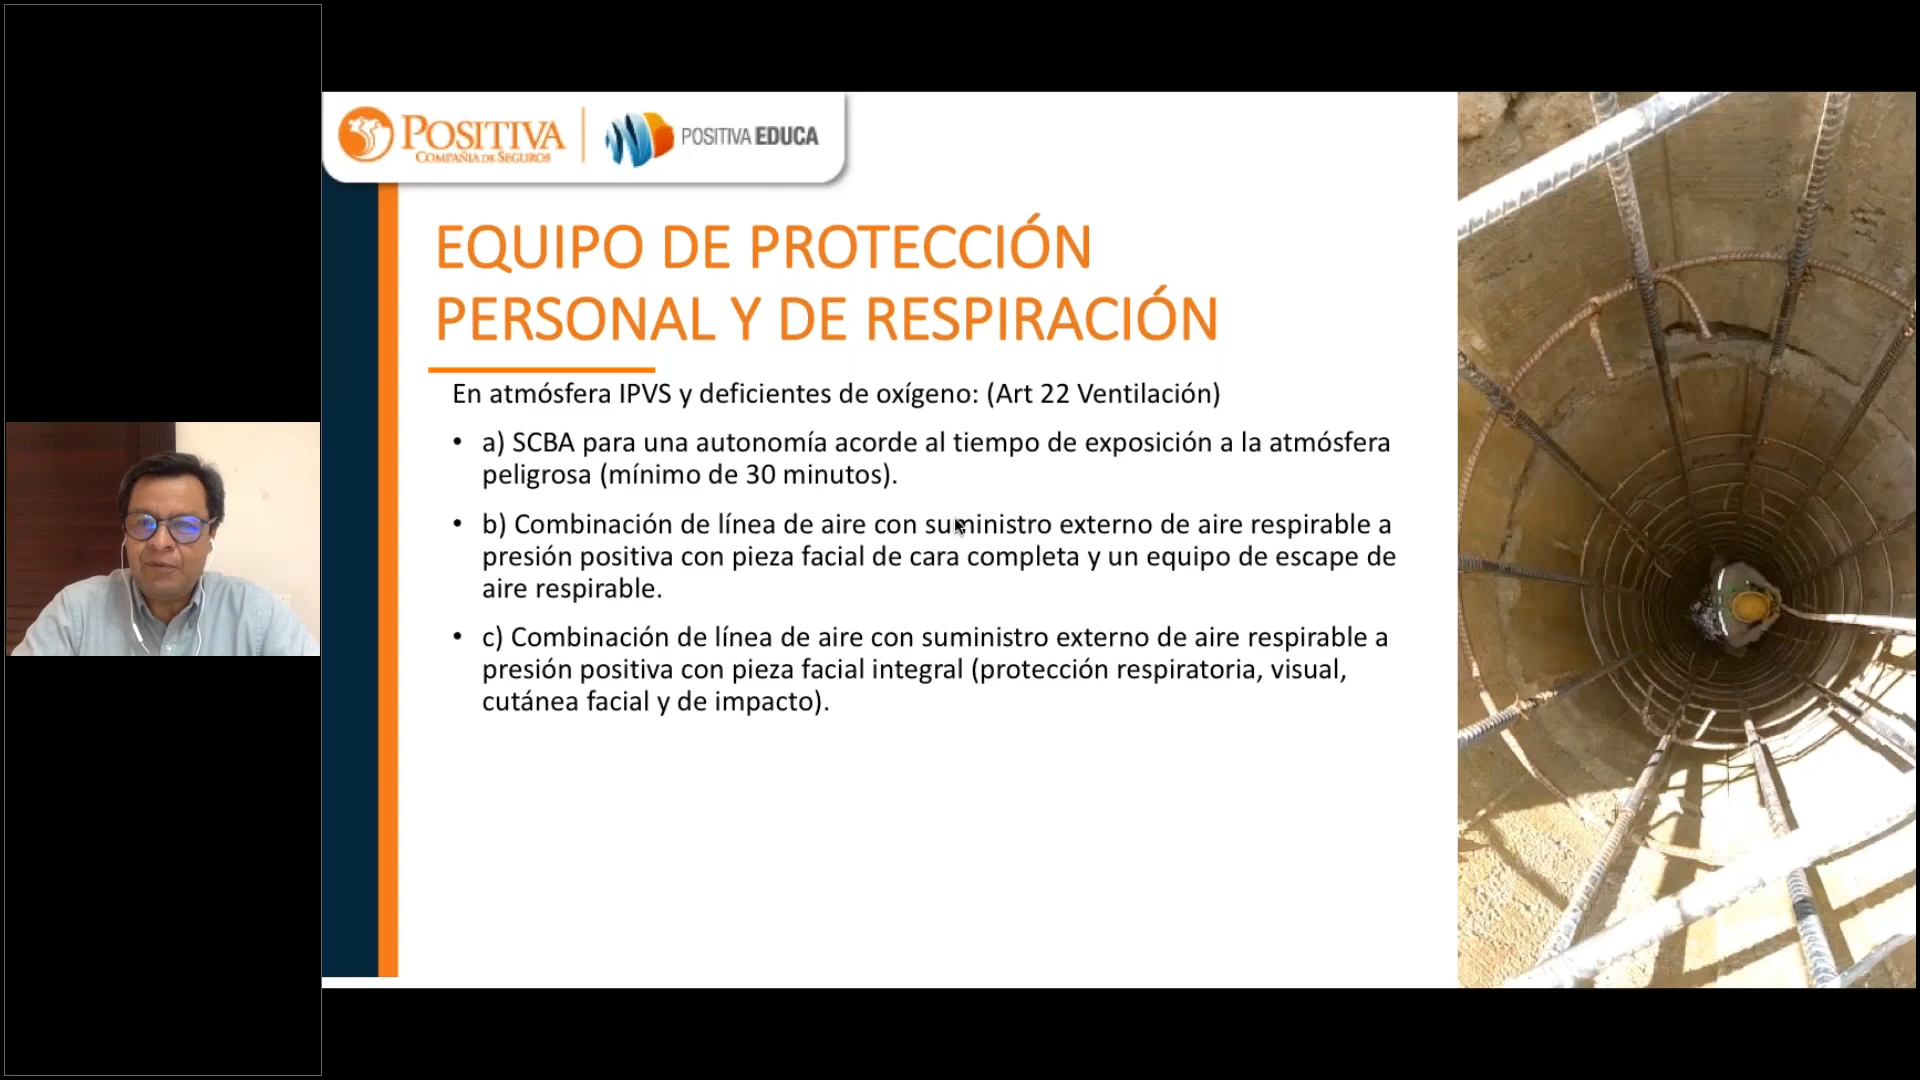 POSITIVA
COMPAÑIA DE SEGUROS
POSITIVA EDUCA
EQUIPO DE PROTECCIÓN
PERSONAL Y DE RESPIRACIÓN
En atmósfera IPVS y deficientes de oxígeno: (Art 22 Ventilación)
• a) SCBA para una autonomía acorde al tiempo de exposición a la atmósfera
peligrosa (mínimo de 30 minutos).
• b) Combinación de línea de aire con suministro externo de aire respirable a
presión positiva con pieza facial de cara completa y un equipo de escape de
aire respirable.
• c) Combinación de línea de aire con suministro externo de aire respirable a
presión positiva con pieza facial integral (protección respiratoria, visual,
cutánea facial y de impacto).